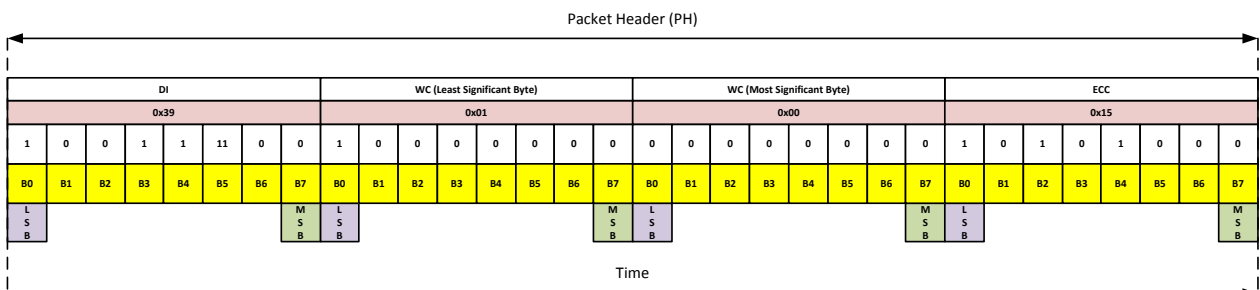 Packet Header (PH)
DI WC (Least Significant Byte) WC (Most Significant Byte) ECC
0x39 0x01 0x00 0x15
1 0 0 1 1 11 0 0 1 0 0 0 0 0 0 0 0 0 0 0 0 0 0 0 1 0 1 0 1 0 0 0
B0 B1 B2 B3 B4 B5 B6 B7 B0 B1 B2 B3 B4 B5 B6 B7 B0 B1 B2 B3 B4 B5 B6 B7 B0 B1 B2 B3 B4 B5 B6 B7
L M L M L M L M
S S S S S S S S
B B B B B B B B
Time